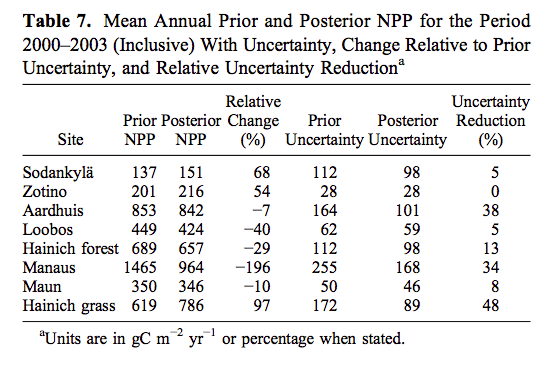 Table 7. Mean Annual Prior and Posterior NPP for the Period
2000–2003 (Inclusive) With Uncertainty, Change Relative to Prior
Uncertainty, and Relative Uncertainty Reductionᵃ
Relative Uncertainty
Prior Posterior Change Prior Posterior Reduction
Site NPP NPP (%) Uncertainty Uncertainty (%)
Sodankylä 137 151 68 112 98 5
Zotino 201 216 54 28 28 0
Aardhuis 853 842 −7 164 101 38
Loobos 449 424 −40 62 59 5
Hainich forest 689 657 −29 112 98 13
Manaus 1465 964 −196 255 168 34
Maun 350 346 −10 50 46 8
Hainich grass 619 786 97 172 89 48
ᵃUnits are in gC m⁻² yr⁻¹ or percentage when stated.